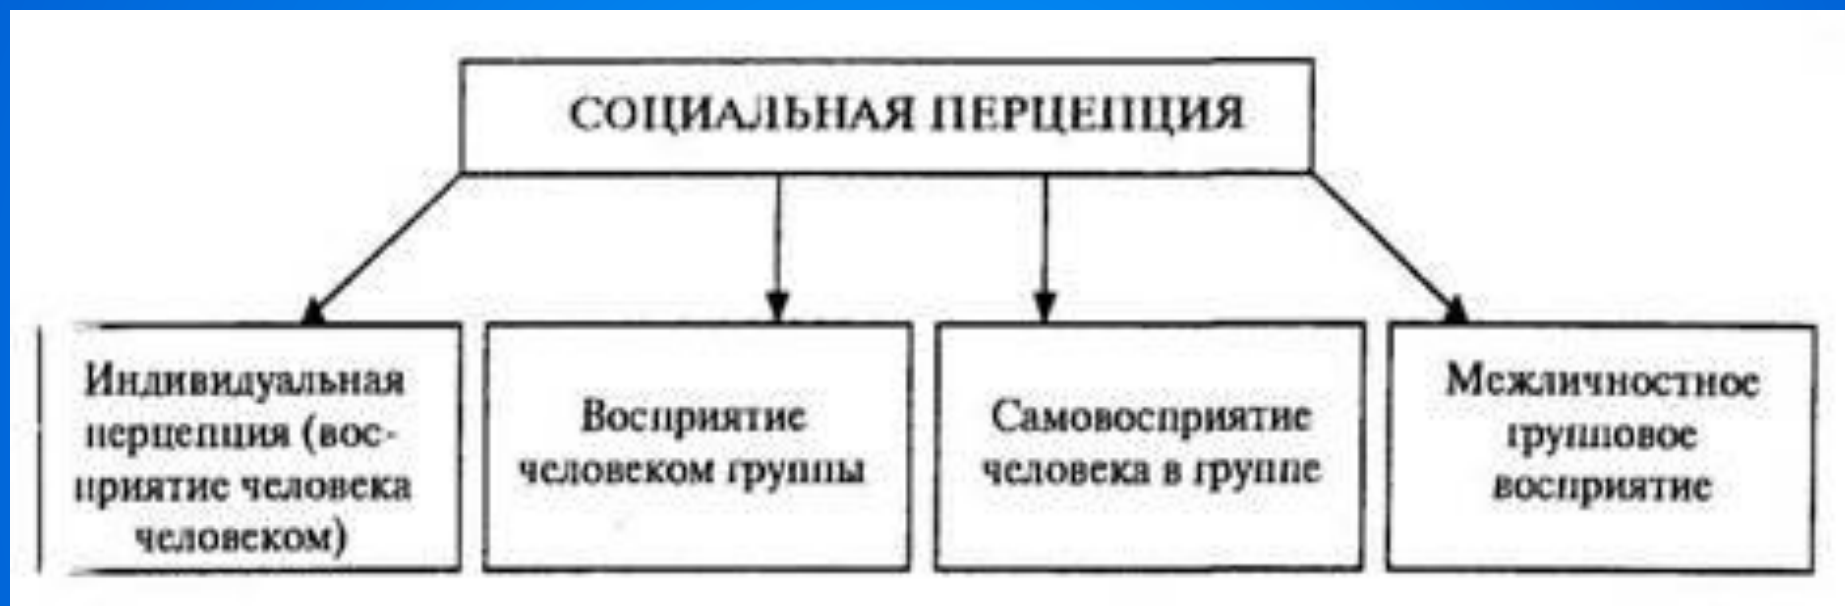 СОЦИАЛЬНАЯ ПЕРЦЕПЦИЯ
Индивидуальная
перцепция (вос-
приятие человека
человеком)
Восприятие
человеком группы
Самовосприятие
человека в группе
Межличностное
групповое
восприятие